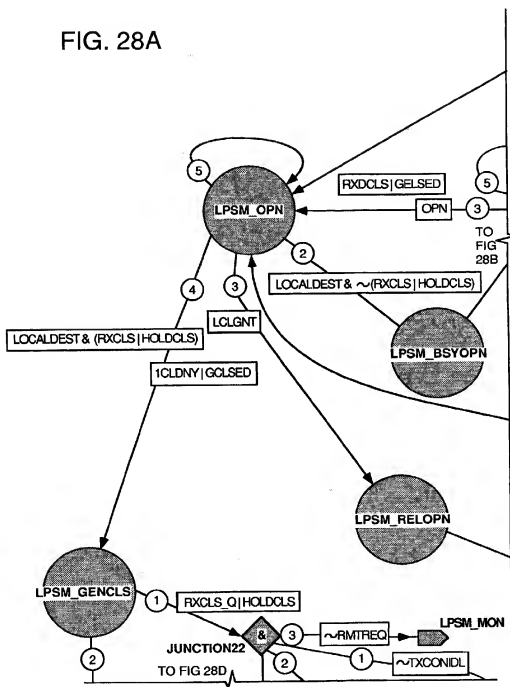 FIG. 28A
5
RXDCLS | GELSED
5
LPSM_OPN
OPN
3
2
TO
FIG
28B
4
3
LOCALDEST & ~(RXCLS | HOLDCLS)
LCLGNT
LOCALDEST & (RXCLS | HOLDCLS)
LPSM_BSYOPN
1CLDNY | GCLSED
LPSM_RELOPN
LPSM_GENCLS
1
RXCLS_Q | HOLDCLS
LPSM_MON
&
3
~RMTREQ
JUNCTION22
1
~TXCONIDL
2
2
TO FIG 28D